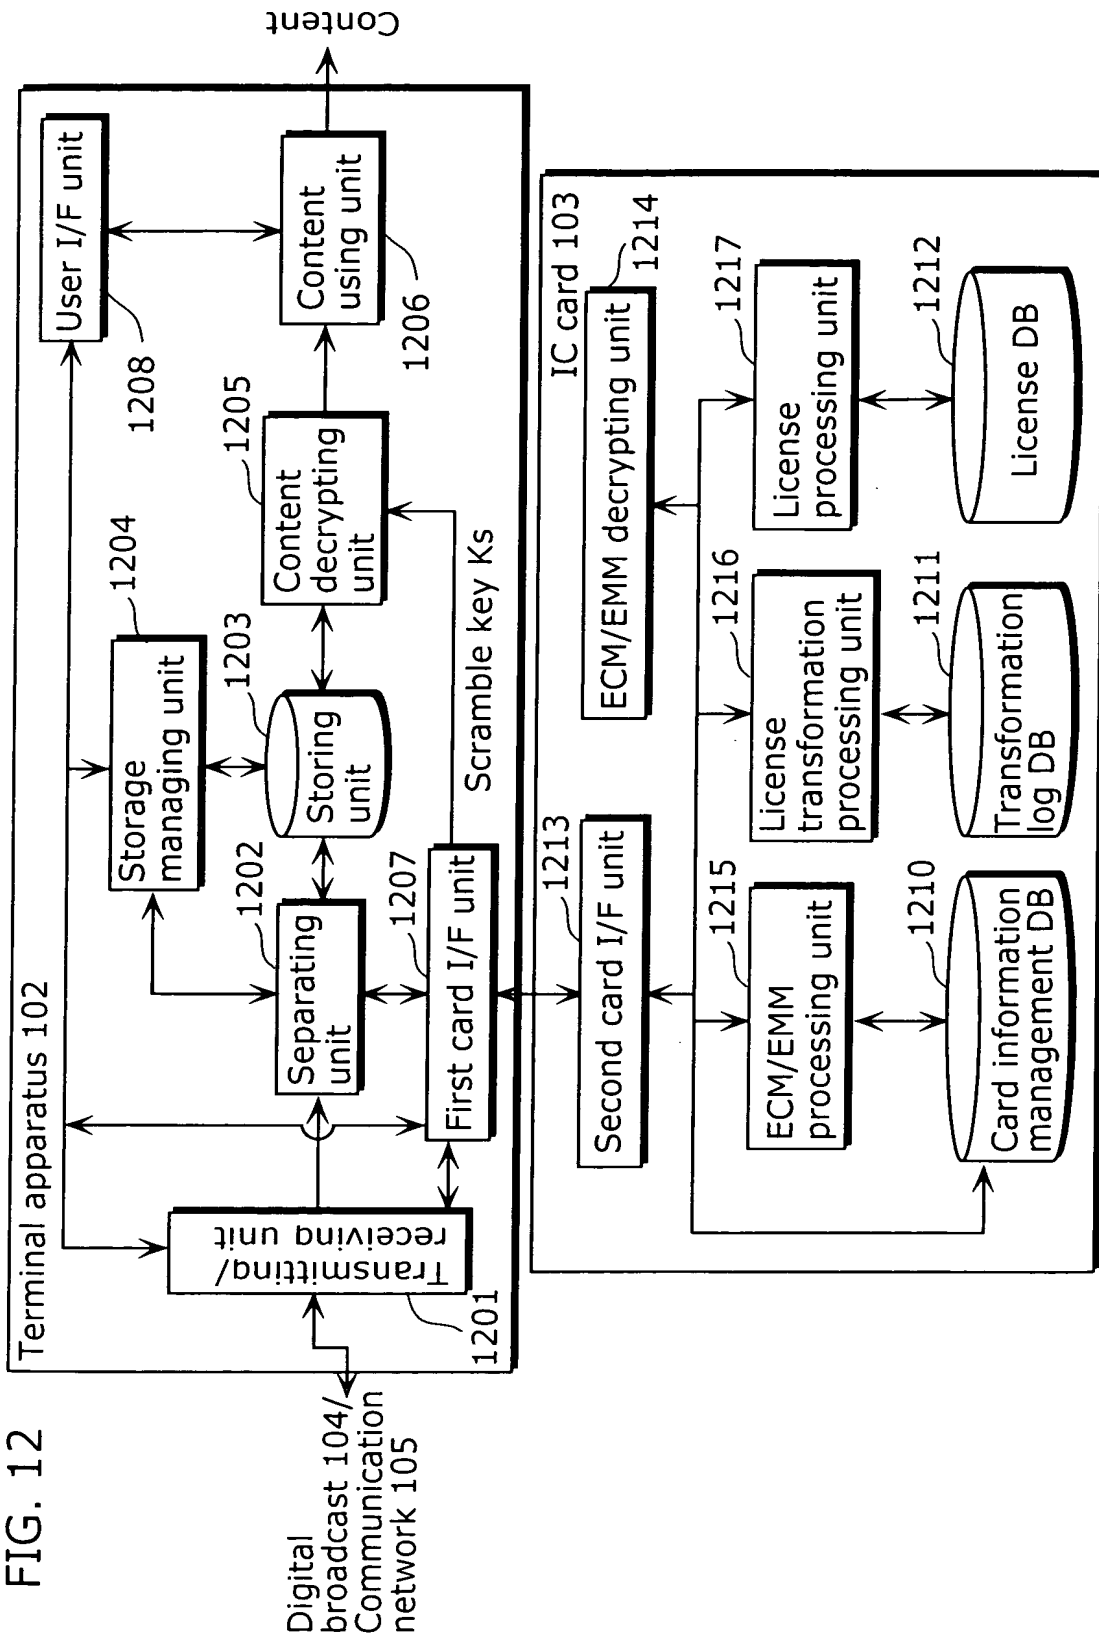 FIG. 12
Terminal apparatus 102
Digital
broadcast 104/
Communication
network 105
Transmitting/
receiving unit
1201
Separating
unit
1202
Storing
unit
1203
Storage
managing unit
1204
Content
decrypting
unit
1205
Content
using unit
1206
First card I/F unit
1207
User I/F unit
1208
Content
Scramble key Ks
IC card 103
Second card I/F unit
1213
ECM/EMM decrypting unit
1214
ECM/EMM
processing unit
1215
License
transformation
processing unit
1216
License
processing unit
1217
Card information
management DB
1210
Transformation
log DB
1211
License DB
1212